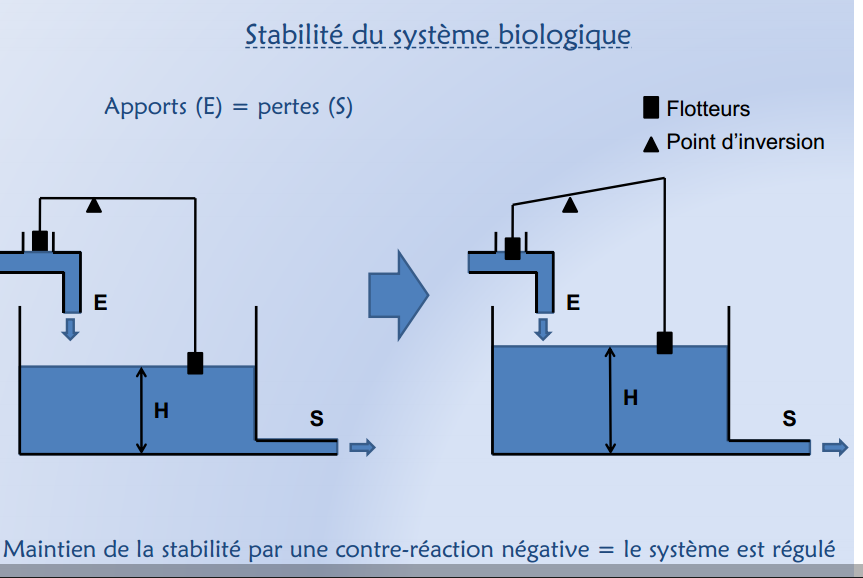 Stabilité du système biologique
Apports (E) = pertes (S)
Flotteurs
Point d'inversion
E
H
S
E
H
S
Maintien de la stabilité par une contre-réaction négative = le système est régulé